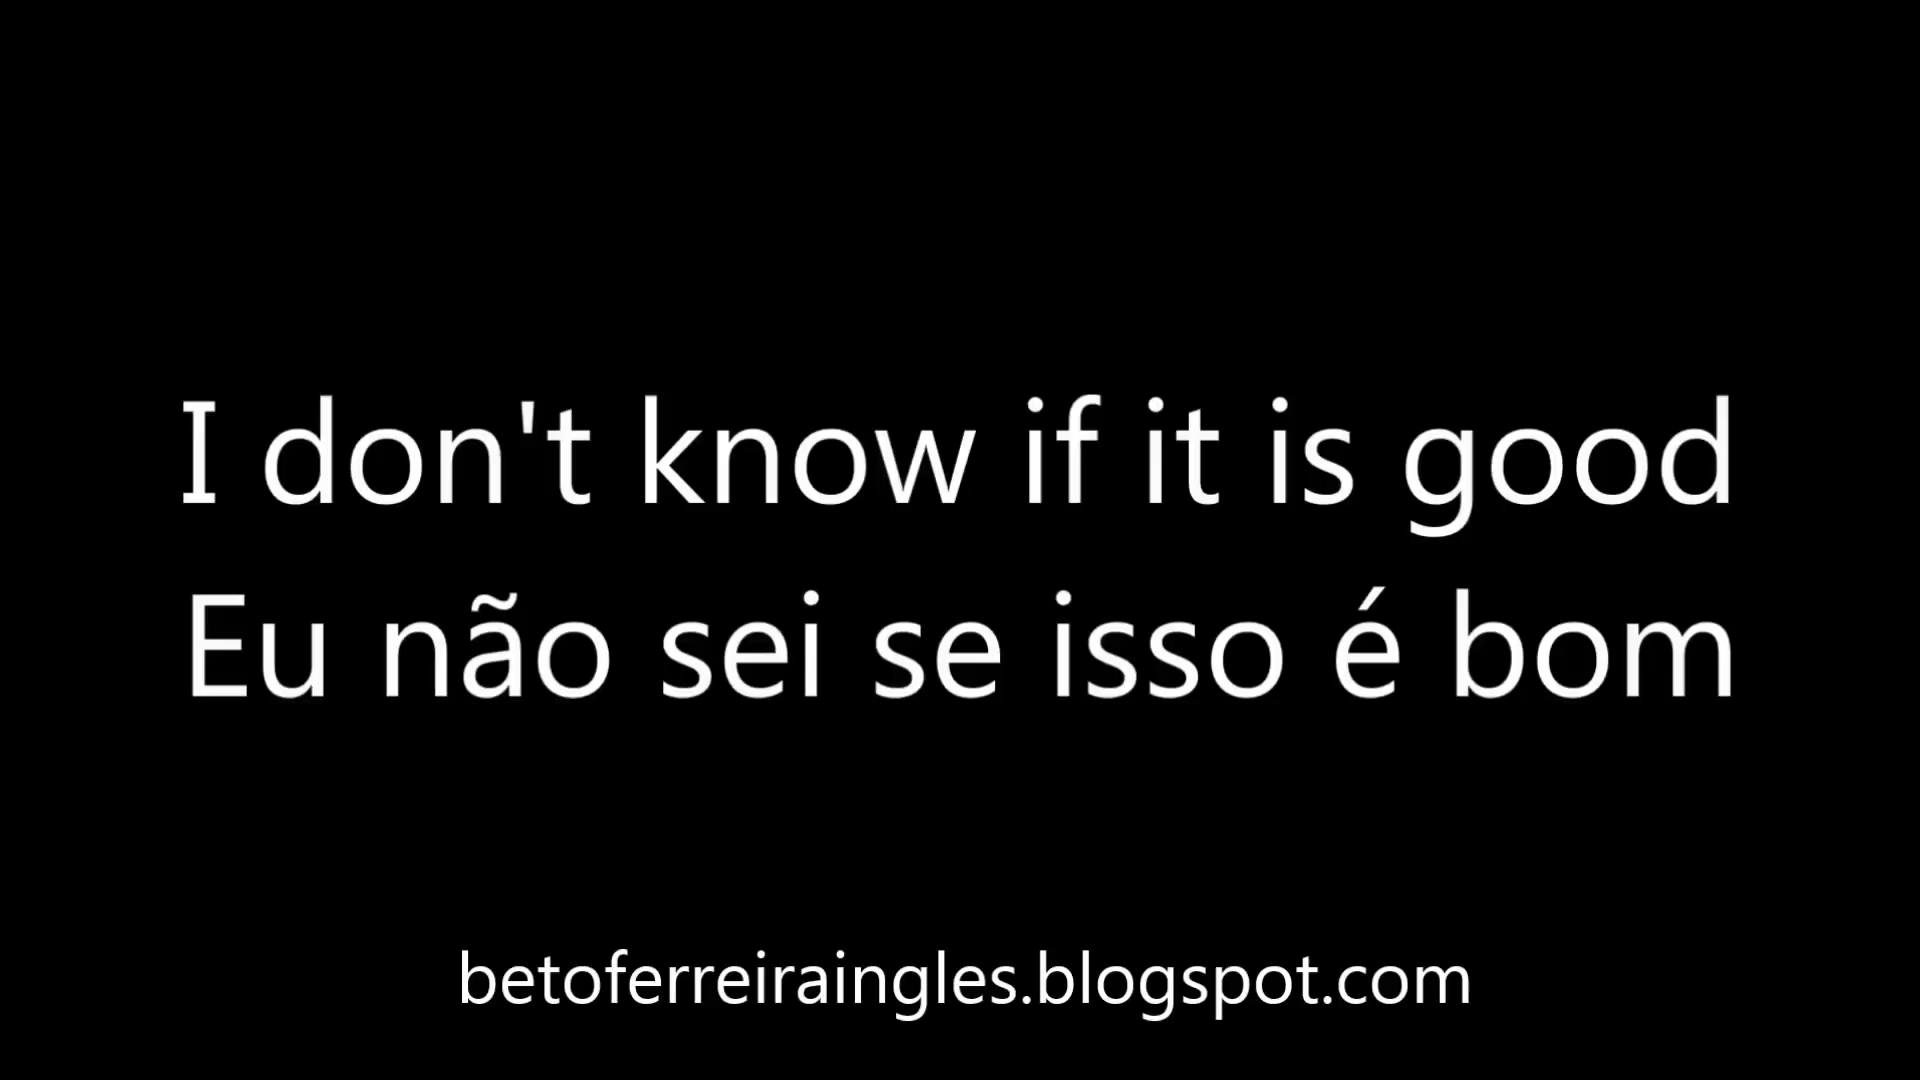 I don't know if it is good
Eu não sei se isso é bom
betoferreiraingles.blogspot.com